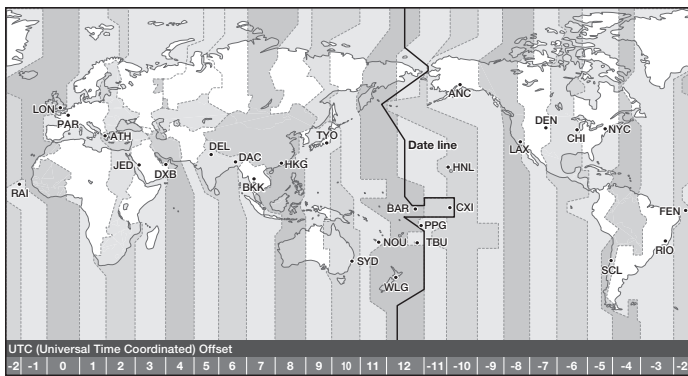 ANC
LON
PAR
ATH
DEN
CHI
NYC
TYO
Date line
LAX
DEL
DAC
HKG
JED
DXB
BKK
HNL
RAI
BAR
CXI
FEN
PPG
NOU
TBU
RIO
SYD
SCL
WLG
UTC (Universal Time Coordinated) Offset
-2 -1 0 1 2 3 4 5 6 7 8 9 10 11 12 -11 -10 -9 -8 -7 -6 -5 -4 -3 -2